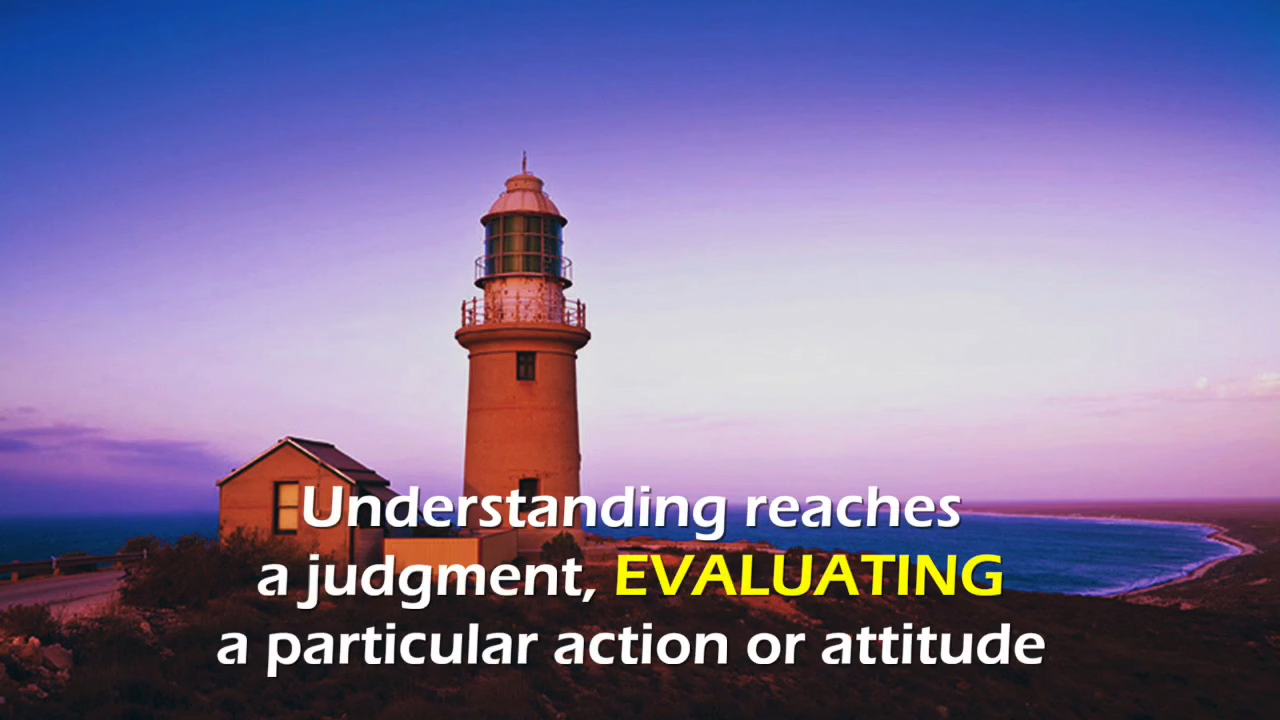 Understanding reaches
a judgment, EVALUATING
a particular action or attitude